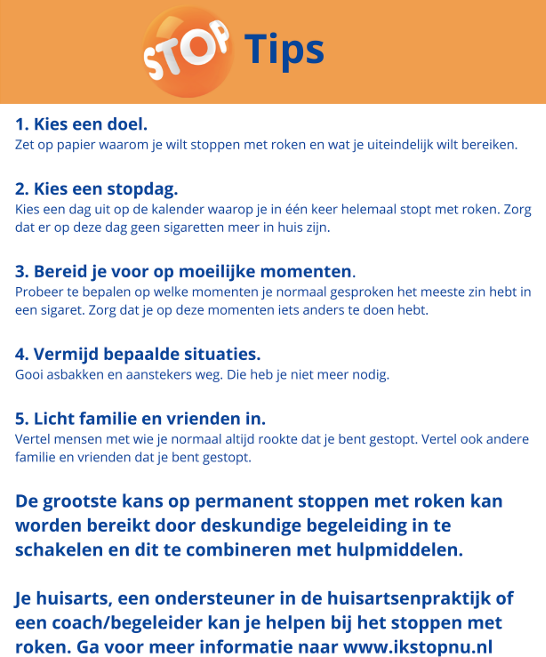 STOP Tips
1. Kies een doel.
Zet op papier waarom je wilt stoppen met roken en wat je uiteindelijk wilt bereiken.
2. Kies een stopdag.
Kies een dag uit op de kalender waarop je in één keer helemaal stopt met roken. Zorg
dat er op deze dag geen sigaretten meer in huis zijn.
3. Bereid je voor op moeilijke momenten.
Probeer te bepalen op welke momenten je normaal gesproken het meeste zin hebt in
een sigaret. Zorg dat je op deze momenten iets anders te doen hebt.
4. Vermijd bepaalde situaties.
Gooi asbakken en aanstekers weg. Die heb je niet meer nodig.
5. Licht familie en vrienden in.
Vertel mensen met wie je normaal altijd rookte dat je bent gestopt. Vertel ook andere
familie en vrienden dat je bent gestopt.
De grootste kans op permanent stoppen met roken kan
worden bereikt door deskundige begeleiding in te
schakelen en dit te combineren met hulpmiddelen.
Je huisarts, een ondersteuner in de huisartsenpraktijk of
een coach/begeleider kan je helpen bij het stoppen met
roken. Ga voor meer informatie naar www.ikstopnu.nl